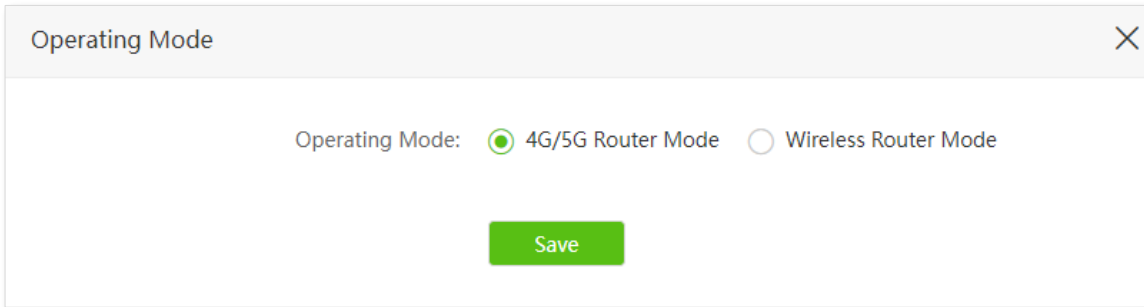 Operating Mode
Operating Mode: 4G/5G Router Mode Wireless Router Mode
Save